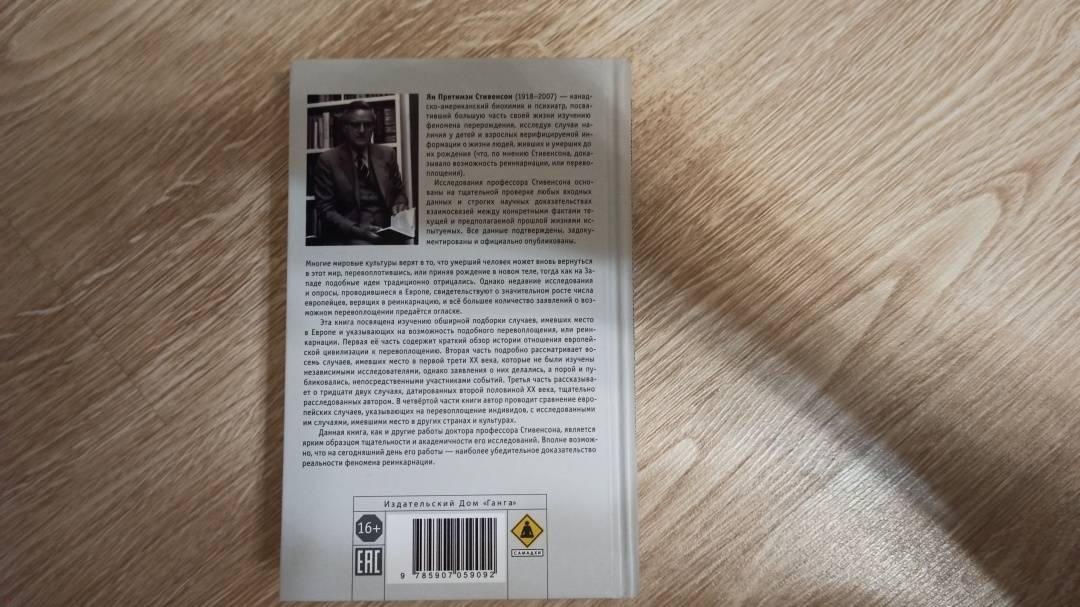 Ян Претимэн Стивенсон (1918–2007) — канад-
ско-американский биохимик и психиатр, посвя-
тивший большую часть своей жизни изучению
феномена перерождения, исследуя случаи на-
личия у детей и взрослых верифицируемой ин-
формации о жизни людей, живших и умерших до
их рождения (что, по мнению Стивенсона, дока-
зывало возможность реинкарнации, или перево-
площения).
Исследования профессора Стивенсона осно-
ваны на тщательной проверке любых входных
данных и строгих научных доказательствах
взаимосвязей между конкретными фактами те-
кущей и предполагаемой прошлой жизнями ис-
пытуемых. Все данные подтверждены, задоку-
ментированы и официально опубликованы.
Многие мировые культуры верят в то, что умерший человек может вновь вернуться
в этот мир, перевоплотившись, или приняв рождение в новом теле, тогда как на За-
паде подобные идеи традиционно отрицались. Однако недавние исследования
и опросы, проводившиеся в Европе, свидетельствуют о значительном росте числа
европейцев, верящих в реинкарнацию, и всё большее количество заявлений о воз-
можном перевоплощении предаётся огласке.
Эта книга посвящена изучению обширной подборки случаев, имевших место
в Европе и указывающих на возможность подобного перевоплощения, или реин-
карнации. Первая её часть содержит краткий обзор истории отношения европей-
ской цивилизации к перевоплощению. Вторая часть подробно рассматривает во-
семь случаев, имевших место в первой трети XX века, которые не были изучены
независимыми исследователями, однако заявления о них делались, а порой и пу-
бликовались, непосредственными участниками событий. Третья часть рассказыва-
ет о тридцати двух случаях, датированных второй половиной XX века, тщательно
расследованных автором. В четвёртой части книги автор проводит сравнение евро-
пейских случаев, указывающих на перевоплощение индивидов, с исследованными
им случаями, имевшими место в других странах и культурах.
Данная книга, как и другие работы доктора профессора Стивенсона, является
ярким образцом тщательности и академичности его исследований. Вполне возмож-
но, что на сегодняшний день его работы — наиболее убедительное доказательство
реальности феномена реинкарнации.
Издательский Дом «Ганга»
16+
EAC
9 785907 059092
САМАДХИ